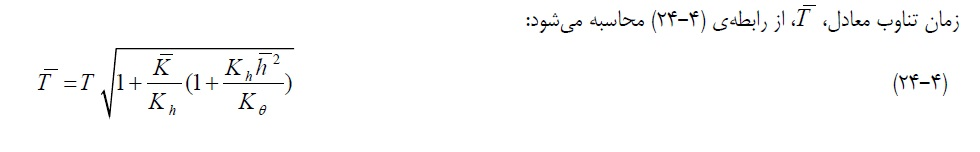 زمان تناوب معادل، T̅، از رابطه‌ی (۴-۲۴) محاسبه می‌شود:
T̅ = T √(1 + K̅/K_h (1 + K_h h̅²/K_θ)) (۴-۲۴)